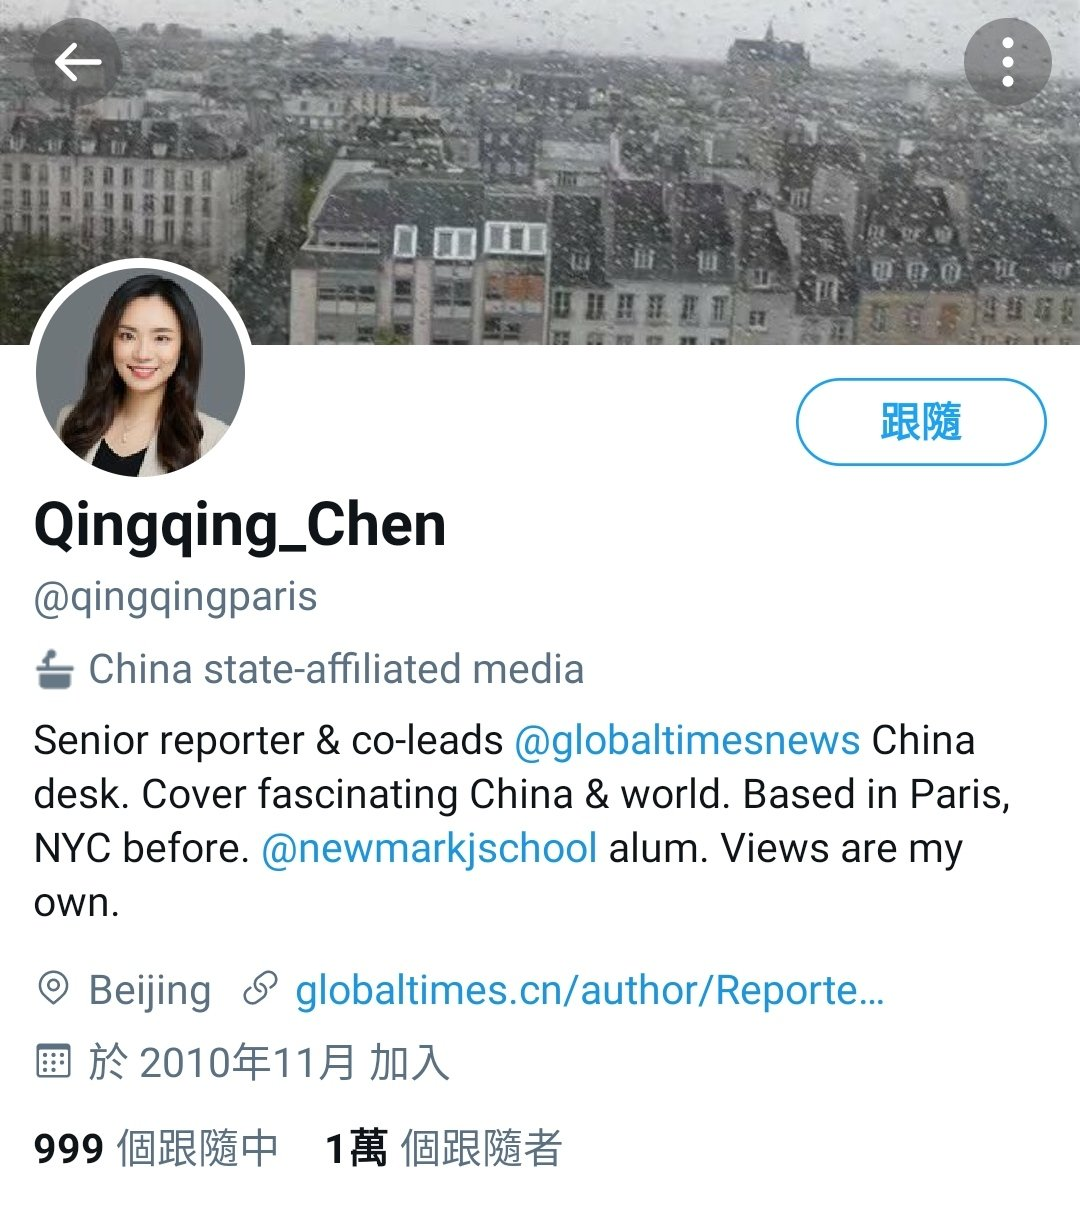 跟隨
Qingqing_Chen
@qingqingparis
China state-affiliated media
Senior reporter & co-leads @globaltimesnews China
desk. Cover fascinating China & world. Based in Paris,
NYC before. @newmarkjschool alum. Views are my
own.
Beijing globaltimes.cn/author/Reporte…
於 2010年11月 加入
999 個跟隨中 1萬 個跟隨者